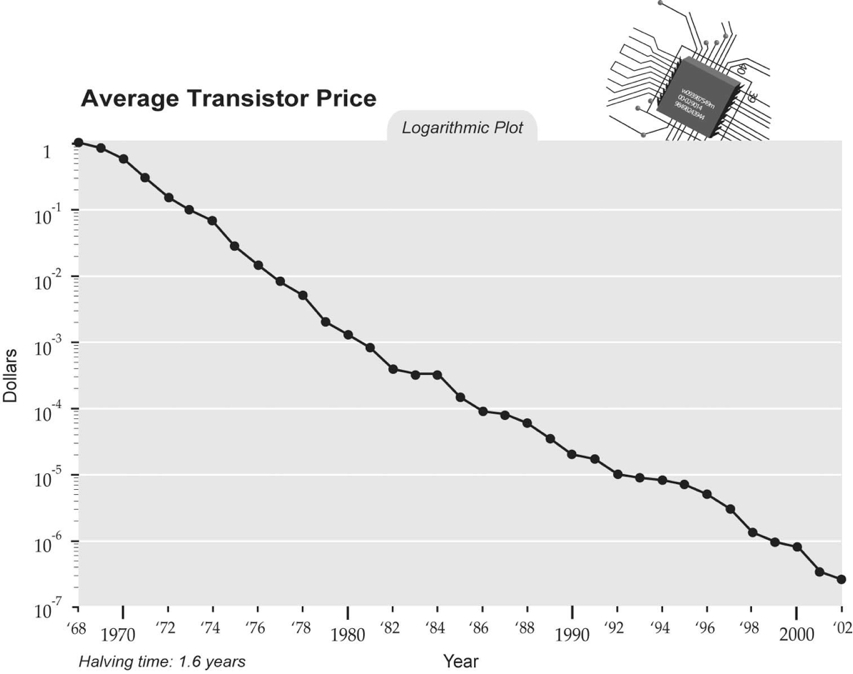 Average Transistor Price
Logarithmic Plot
Dollars
1
10⁻¹
10⁻²
10⁻³
10⁻⁴
10⁻⁵
10⁻⁶
10⁻⁷
'68 1970 '72 '74 '76 '78 1980 '82 '84 '86 '88 1990 '92 '94 '96 '98 2000 '02
Halving time: 1.6 years
Year